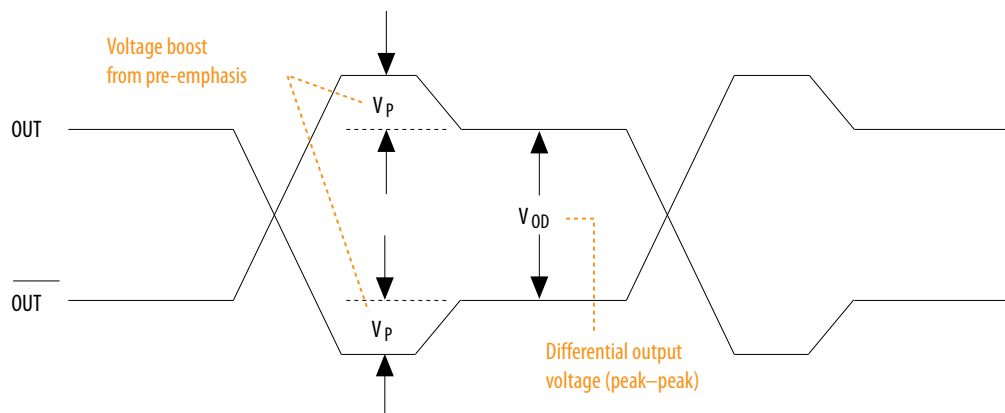 Voltage boost
from pre-emphasis
V P
OUT
V OD
OUT
V P
Differential output
voltage (peak–peak)